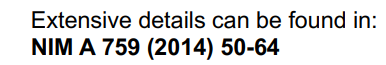 Extensive details can be found in:
NIM A 759 (2014) 50-64